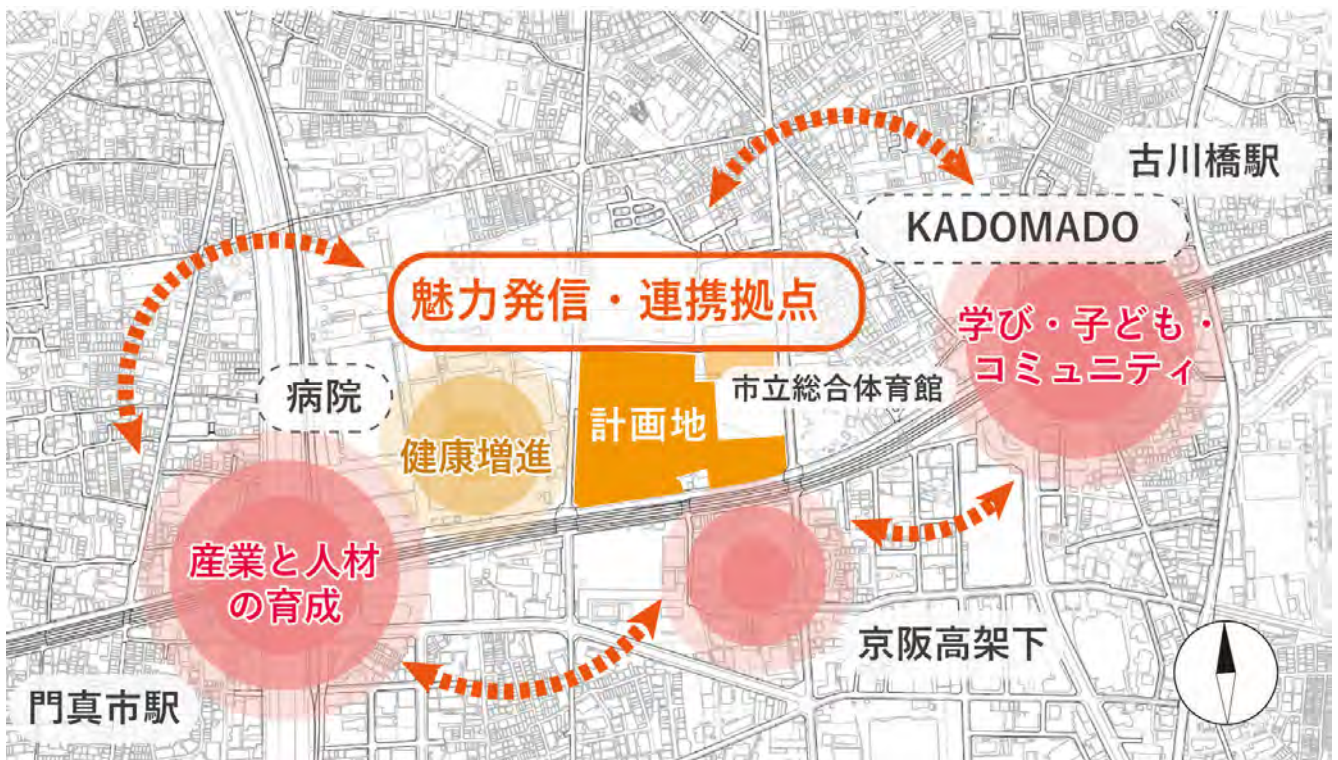 古川橋駅
KADOMADO
魅力発信・連携拠点
学び・子ども・
コミュニティ
病院
市立総合体育館
計画地
健康増進
産業と人材
の育成
京阪高架下
門真市駅